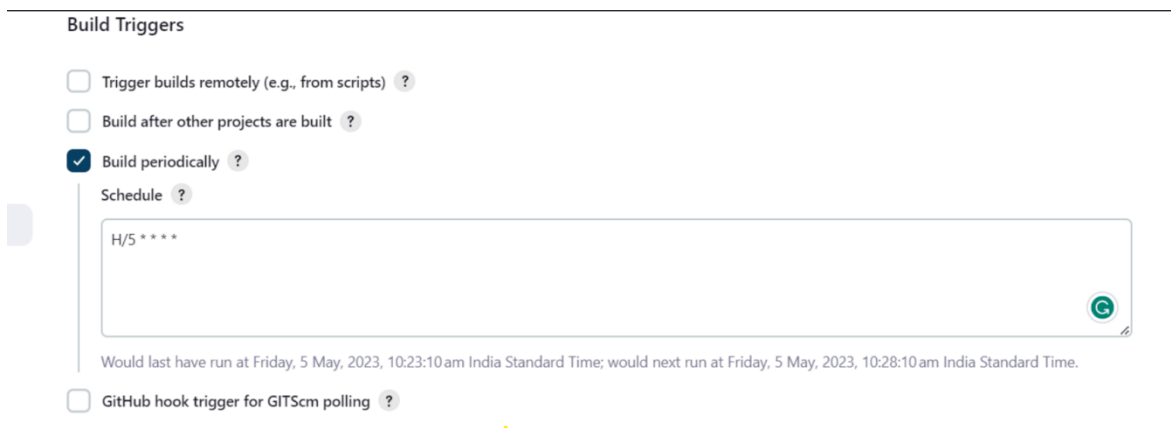 Build Triggers
Trigger builds remotely (e.g., from scripts) ?
Build after other projects are built ?
Build periodically ?
Schedule ?
H/5 * * * *
Would last have run at Friday, 5 May, 2023, 10:23:10 am India Standard Time; would next run at Friday, 5 May, 2023, 10:28:10 am India Standard Time.
GitHub hook trigger for GITScm polling ?